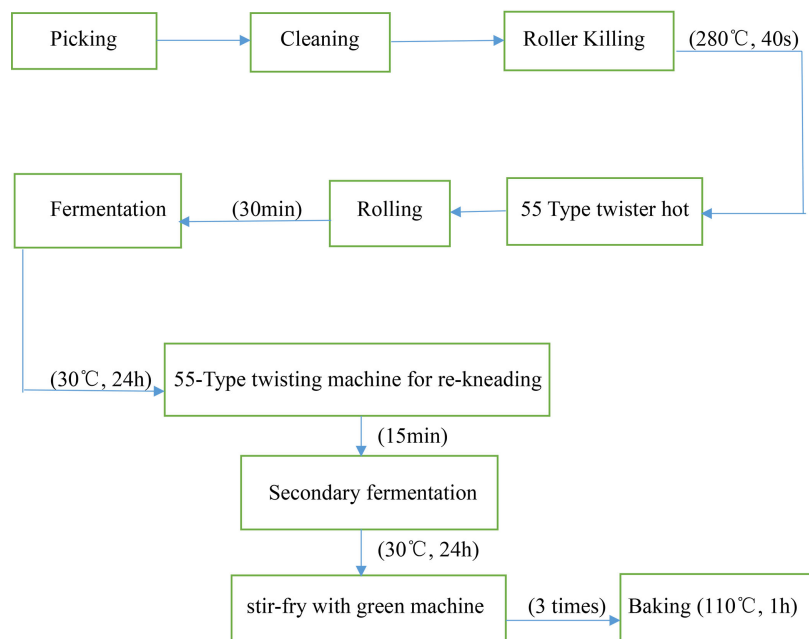 Picking
Cleaning
Roller Killing
(280℃, 40s)
55 Type twister hot
Rolling
(30min)
Fermentation
(30℃, 24h)
55-Type twisting machine for re-kneading
(15min)
Secondary fermentation
(30℃, 24h)
stir-fry with green machine
(3 times)
Baking (110℃, 1h)